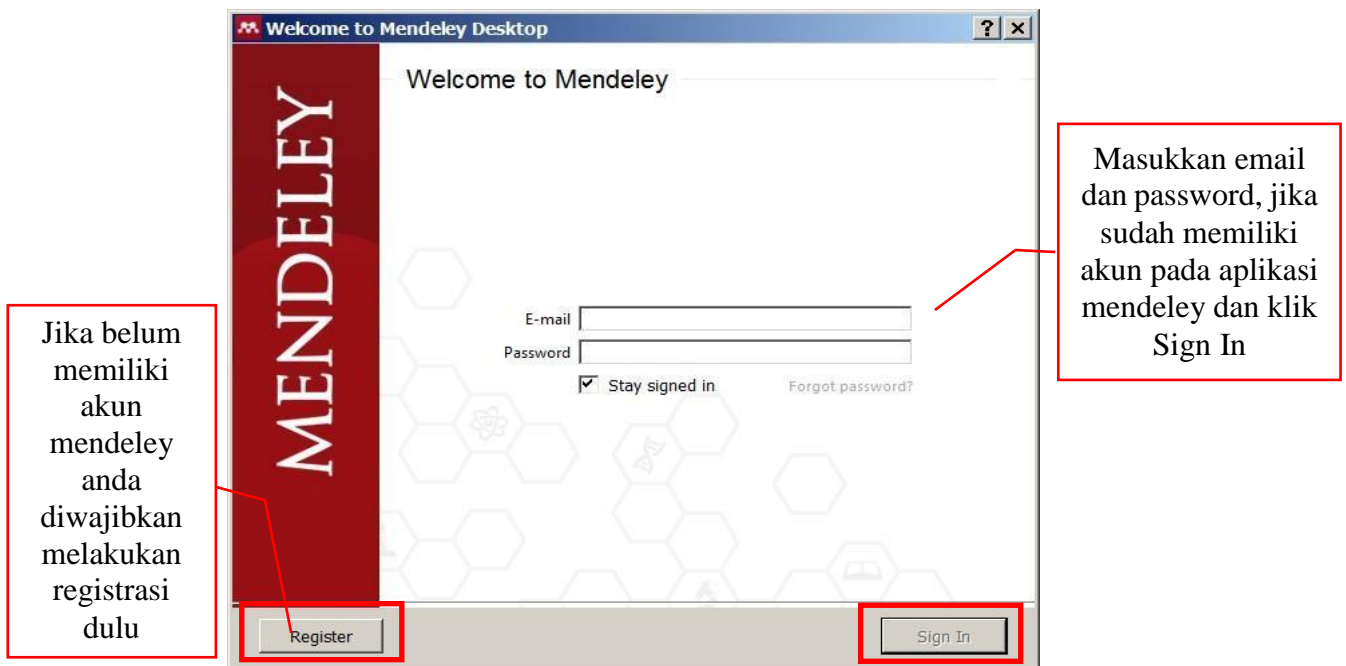 Welcome to Mendeley Desktop
? ×
MENDELEY
Welcome to Mendeley
E-mail
Password
Stay signed in Forgot password?
Register
Sign In
Masukkan email
dan password, jika
sudah memiliki
akun pada aplikasi
mendeley dan klik
Sign In
Jika belum
memiliki
akun
mendeley
anda
diwajibkan
melakukan
registrasi
dulu